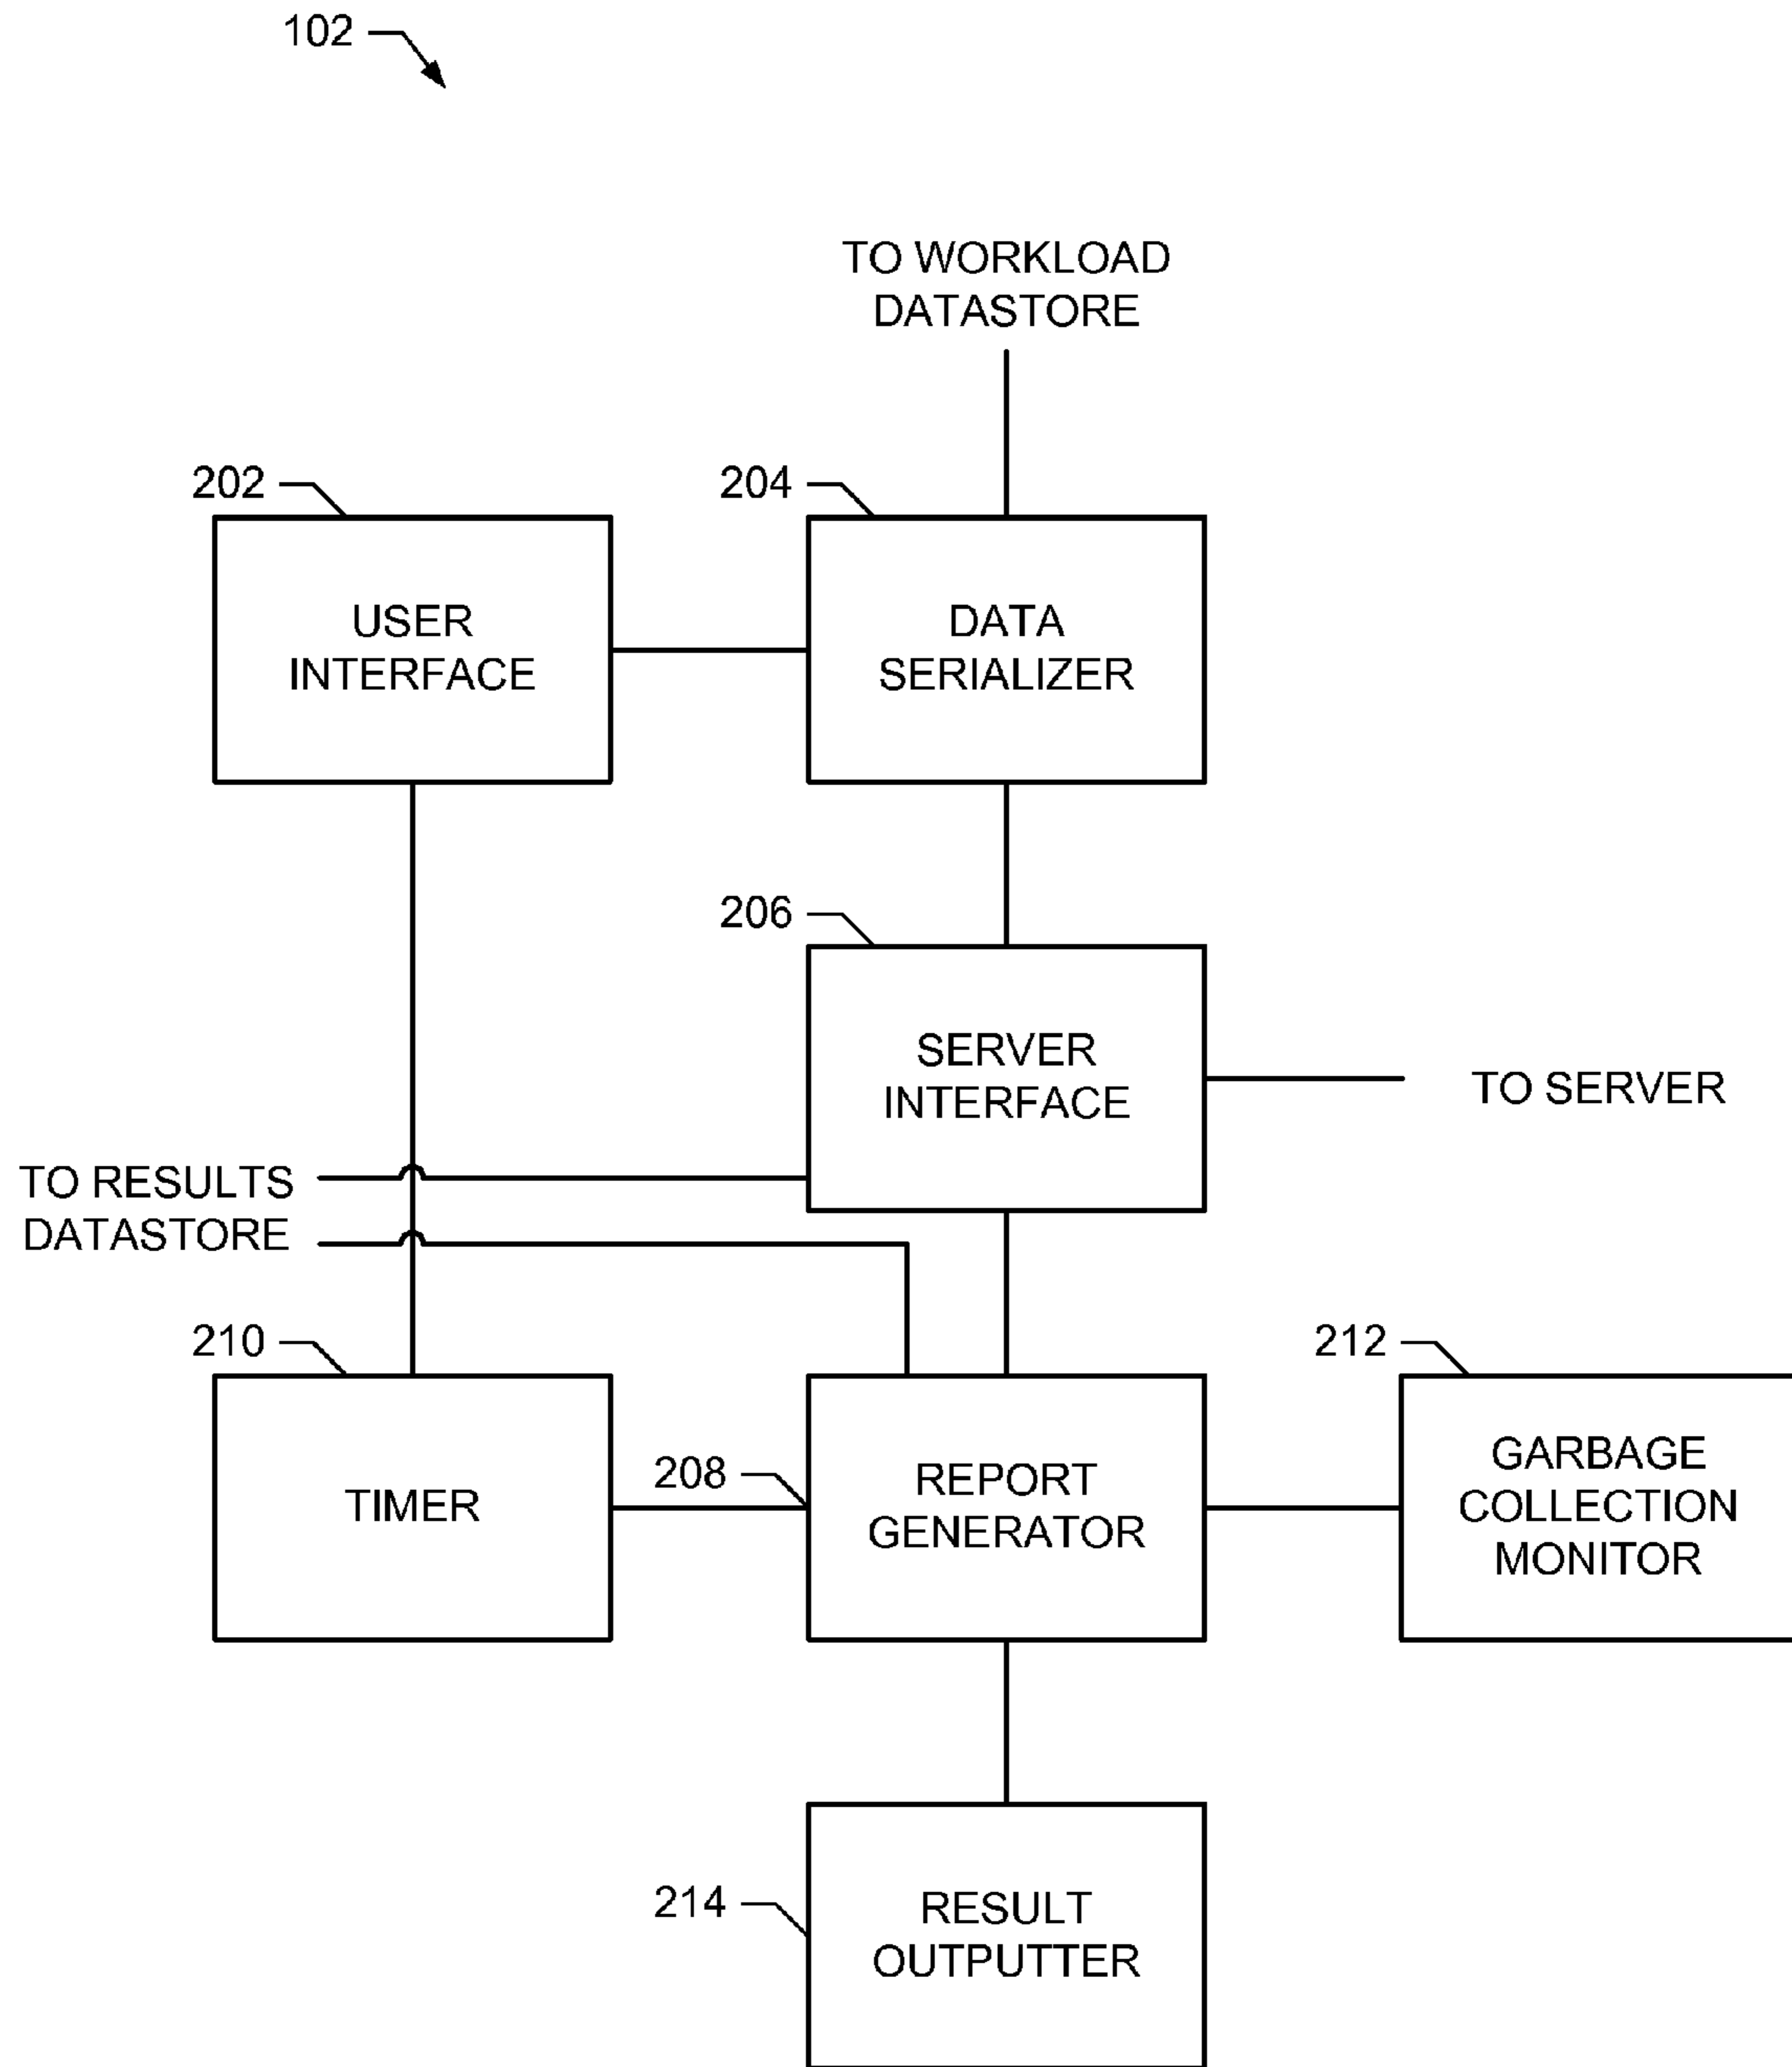 102
TO WORKLOAD
DATASTORE
202
204
USER
INTERFACE
DATA
SERIALIZER
206
SERVER
INTERFACE
TO SERVER
TO RESULTS
DATASTORE
210
212
TIMER
208
REPORT
GENERATOR
GARBAGE
COLLECTION
MONITOR
214
RESULT
OUTPUTTER